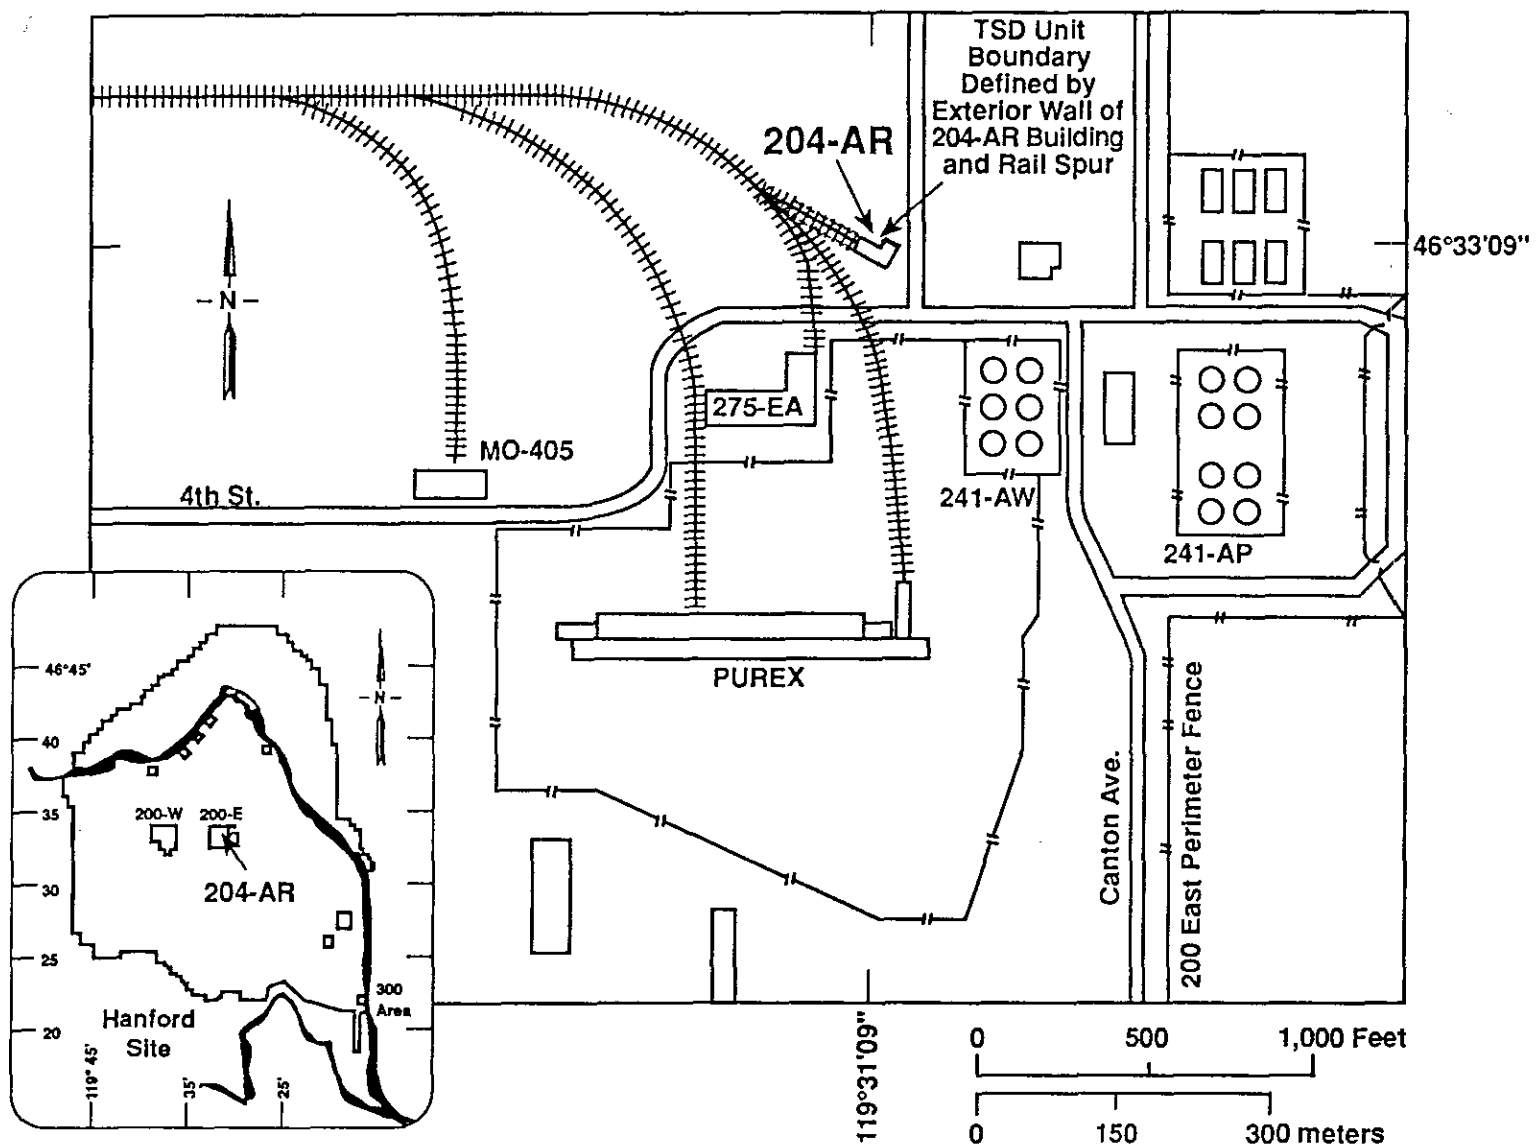 TSD Unit
Boundary
Defined by
Exterior Wall of
204-AR Building
and Rail Spur
204-AR
46°33'09"
- N -
275-EA
MO-405
4th St.
241-AW
241-AP
PUREX
Canton Ave.
200 East Perimeter Fence
46°45'
- N -
40
35
200-W 200-E
30
204-AR
25
300
Area
20
Hanford
Site
119° 45'
35'
25'
119°31'09"
0 500 1,000 Feet
0 150 300 meters